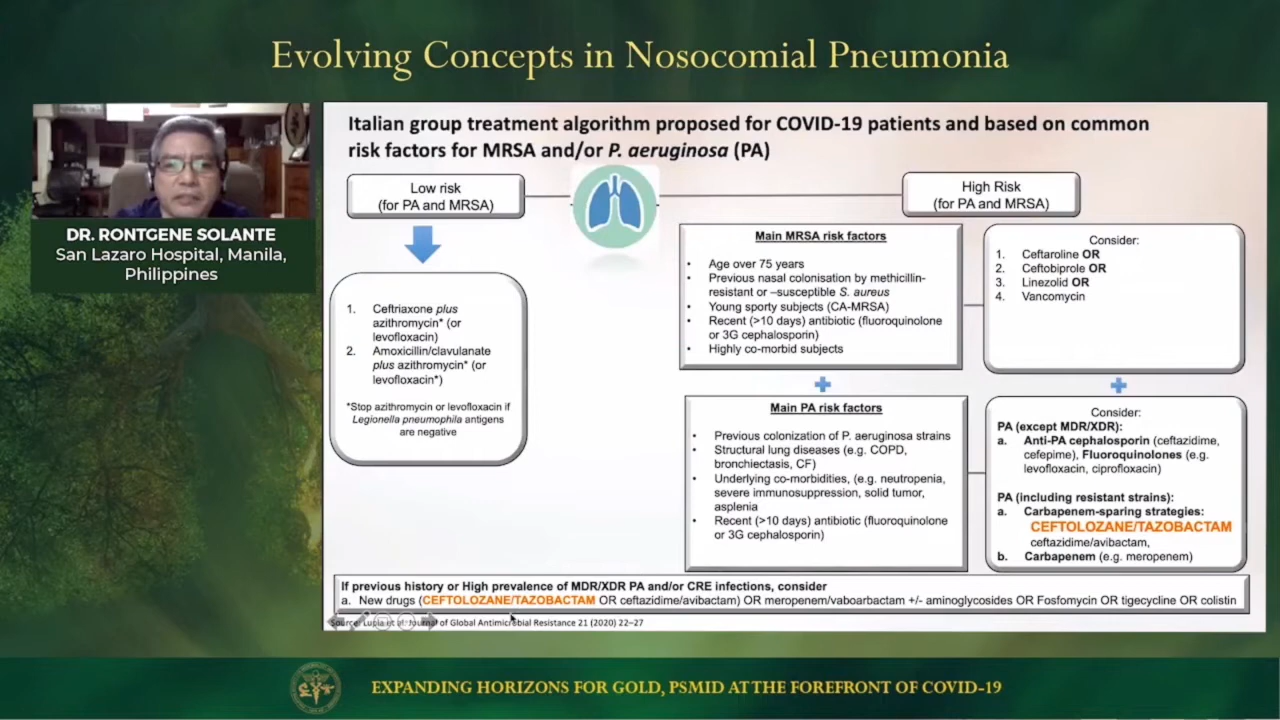 Evolving Concepts in Nosocomial Pneumonia
DR. RONTGENE SOLANTE
San Lazaro Hospital, Manila,
Philippines
Italian group treatment algorithm proposed for COVID-19 patients and based on common
risk factors for MRSA and/or P. aeruginosa (PA)
Low risk
(for PA and MRSA)
High Risk
(for PA and MRSA)
1. Ceftriaxone plus
azithromycin* (or
levofloxacin)
2. Amoxicillin/clavulanate
plus azithromycin* (or
levofloxacin*)
*Stop azithromycin or levofloxacin if
Legionella pneumophila antigens
are negative
Main MRSA risk factors
• Age over 75 years
• Previous nasal colonisation by methicillin-
resistant or –susceptible S. aureus
• Young sporty subjects (CA-MRSA)
• Recent (>10 days) antibiotic (fluoroquinolone
or 3G cephalosporin)
• Highly co-morbid subjects
Consider:
1. Ceftaroline OR
2. Ceftobiprole OR
3. Linezolid OR
4. Vancomycin
Main PA risk factors
• Previous colonization of P. aeruginosa strains
• Structural lung diseases (e.g. COPD,
bronchiectasis, CF)
• Underlying co-morbidities, (e.g. neutropenia,
severe immunosuppression, solid tumor,
asplenia
• Recent (>10 days) antibiotic (fluoroquinolone
or 3G cephalosporin)
Consider:
PA (except MDR/XDR):
a. Anti-PA cephalosporin (ceftazidime,
cefepime), Fluoroquinolones (e.g.
levofloxacin, ciprofloxacin)
PA (including resistant strains):
a. Carbapenem-sparing strategies:
CEFTOLOZANE/TAZOBACTAM
ceftazidime/avibactam,
b. Carbapenem (e.g. meropenem)
If previous history or High prevalence of MDR/XDR PA and/or CRE infections, consider
a. New drugs (CEFTOLOZANE/TAZOBACTAM OR ceftazidime/avibactam) OR meropenem/vaboarbactam +/- aminoglycosides OR Fosfomycin OR tigecycline OR colistin
Source: Lupia et al. Journal of Global Antimicrobial Resistance 21 (2020) 22–27
EXPANDING HORIZONS FOR GOLD, PSMID AT THE FOREFRONT OF COVID-19